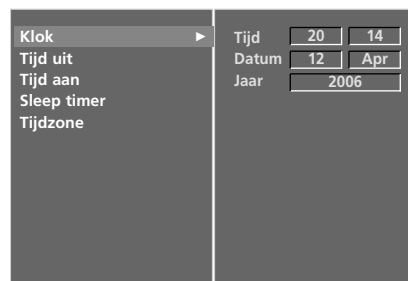 Klok ►
Tijd uit
Tijd aan
Sleep timer
Tijdzone
Tijd 20 14
Datum 12 Apr
Jaar 2006